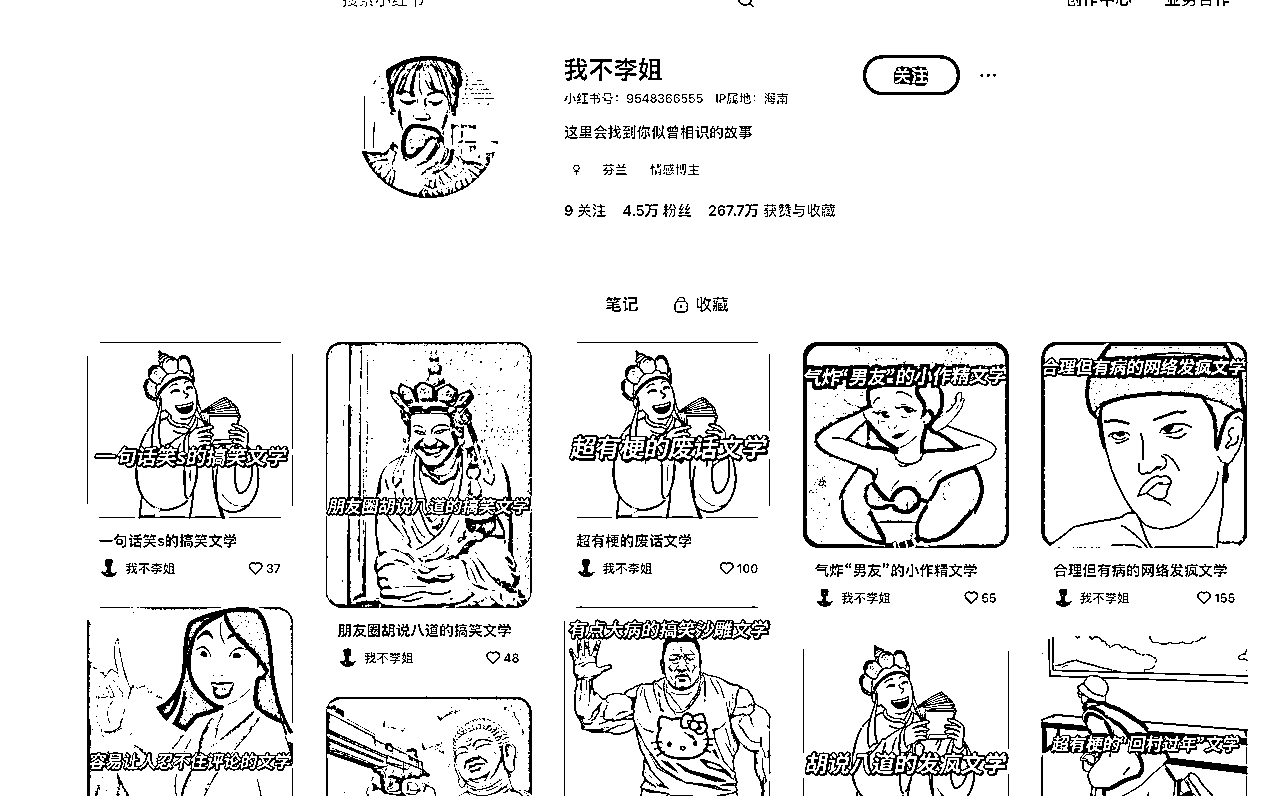 搜索小红书
创作中心 业务合作
我不李姐
关注
小红书号：9548366555 IP属地：海南
这里会找到你似曾相识的故事
♀ 芬兰 情感博主
9 关注 4.5万 粉丝 267.7万 获赞与收藏
笔记 收藏
一句话笑s的搞笑文学
一句话笑s的搞笑文学
我不李姐 37
朋友圈胡说八道的搞笑文学
朋友圈胡说八道的搞笑文学
我不李姐 48
超有梗的废话文学
超有梗的废话文学
我不李姐 100
气炸“男友”的小作精文学
气炸“男友”的小作精文学
我不李姐 55
合理但有病的网络发疯文学
合理但有病的网络发疯文学
我不李姐 155
容易让人忍不住评论的文学
有点大病的搞笑沙雕文学
胡说八道的发疯文学
超有梗的“回村过年”文学